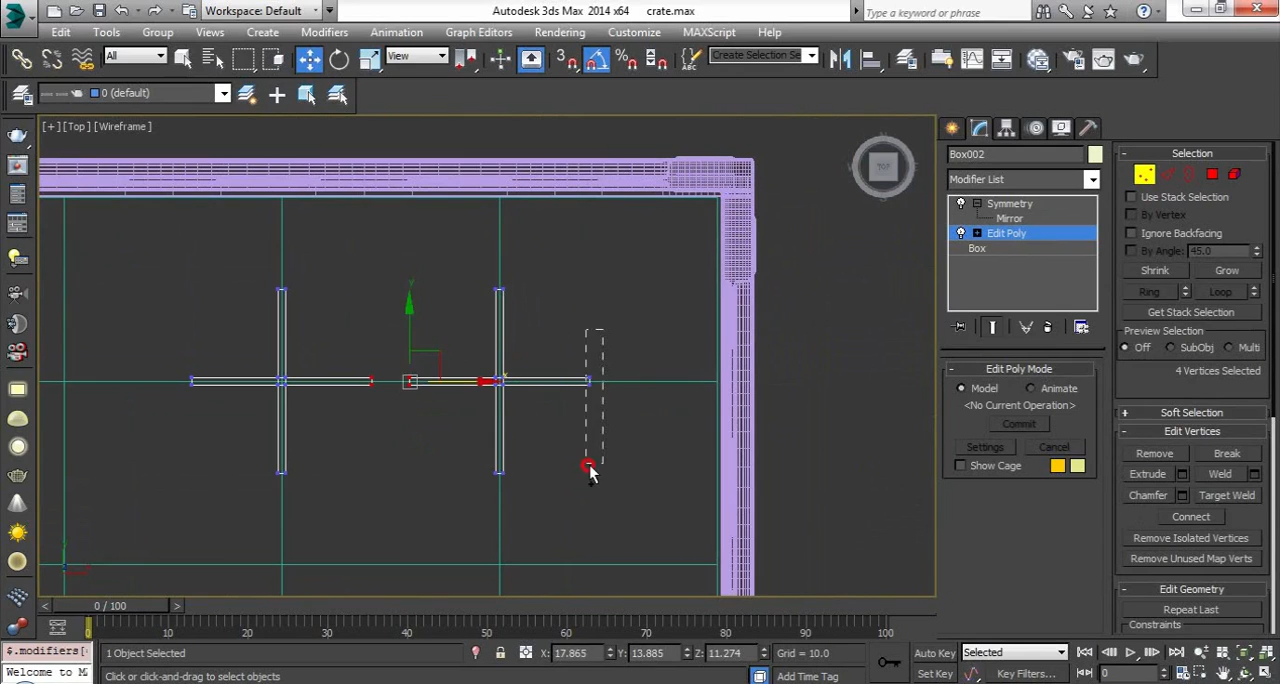 Workspace: Default
Autodesk 3ds Max 2014 x64 crate.max
Type a keyword or phrase
Edit Tools Group Views Create Modifiers Animation Graph Editors Rendering Customize MAXScript Help
All View 3 Create Selection Se
0 (default)
[+] [Top] [Wireframe]
TOP
Box002
Modifier List
Symmetry
Mirror
Edit Poly
Box
Edit Poly Mode
Model Animate
<No Current Operation>
Commit
Settings Cancel
Show Cage
Selection
Use Stack Selection
By Vertex
Ignore Backfacing
By Angle: 45.0
Shrink Grow
Ring Loop
Get Stack Selection
Preview Selection
Off SubObj Multi
4 Vertices Selected
Soft Selection
Edit Vertices
Remove Break
Extrude Weld
Chamfer Target Weld
Connect
Remove Isolated Vertices
Remove Unused Map Verts
Edit Geometry
Repeat Last
Constraints
0 / 100
0 10 20 30 40 50 60 70 80 90 100
$.modifiers[
Welcome to M
1 Object Selected
X: 17.865 Y: 13.885 Z: 11.274 Grid = 10.0
Click or click-and-drag to select objects
Add Time Tag
Auto Key Selected
Set Key Key Filters... 0